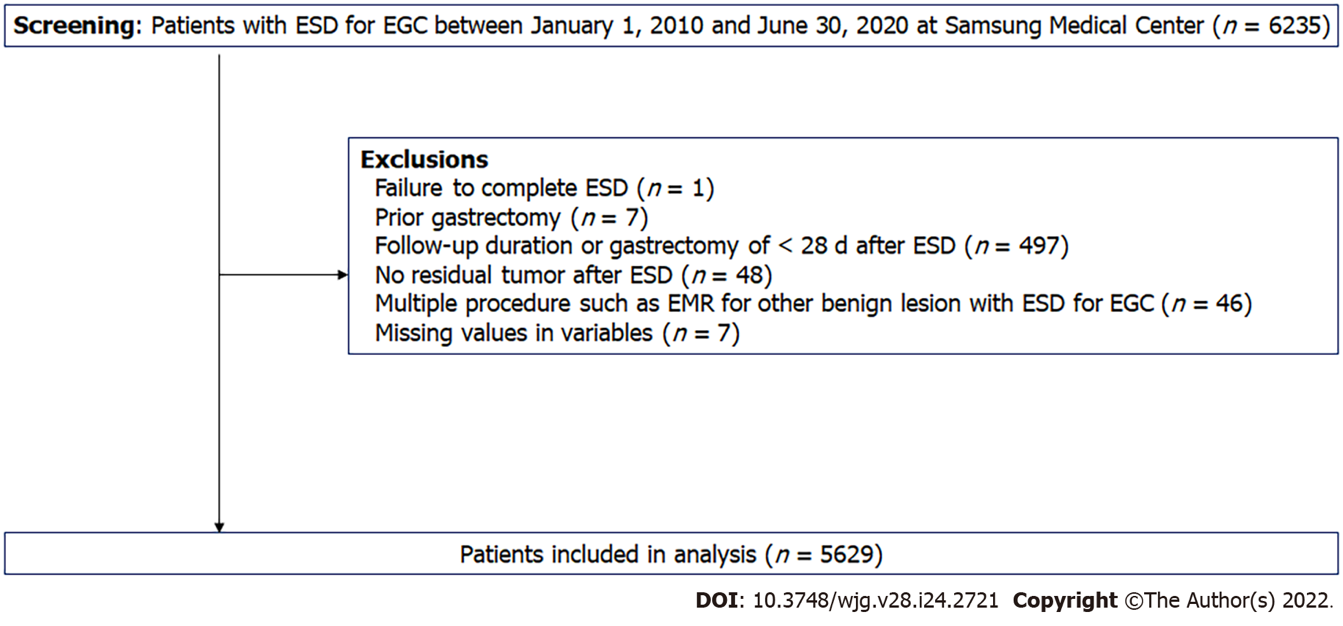 Screening: Patients with ESD for EGC between January 1, 2010 and June 30, 2020 at Samsung Medical Center (n = 6235)
Exclusions
Failure to complete ESD (n = 1)
Prior gastrectomy (n = 7)
Follow-up duration or gastrectomy of < 28 d after ESD (n = 497)
No residual tumor after ESD (n = 48)
Multiple procedure such as EMR for other benign lesion with ESD for EGC (n = 46)
Missing values in variables (n = 7)
Patients included in analysis (n = 5629)
DOI: 10.3748/wjg.v28.i24.2721 Copyright ©The Author(s) 2022.